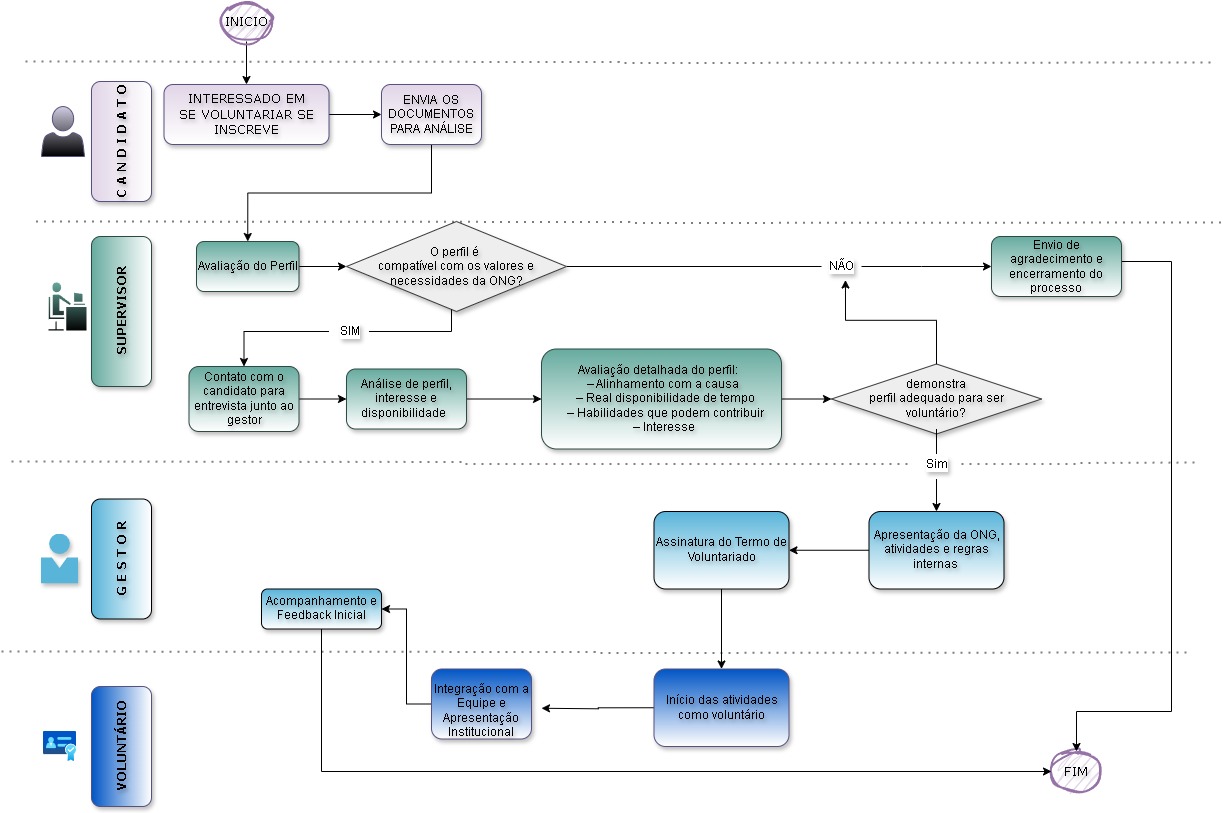 INICIO
CANDIDATO
INTERESSADO EM
SE VOLUNTARIAR SE
INSCREVE
ENVIA OS
DOCUMENTOS
PARA ANÁLISE
SUPERVISOR
Avaliação do Perfil
O perfil é
compatível com os valores e
necessidades da ONG?
NÃO
Envio de
agradecimento e
encerramento do
processo
SIM
Contato com o
candidato para
entrevista junto ao
gestor
Análise de perfil,
interesse e
disponibilidade
Avaliação detalhada do perfil:
– Alinhamento com a causa
– Real disponibilidade de tempo
– Habilidades que podem contribuir
– Interesse
demonstra
perfil adequado para ser
voluntário?
Sim
GESTOR
Assinatura do Termo de
Voluntariado
Apresentação da ONG,
atividades e regras
internas
Acompanhamento e
Feedback Inicial
VOLUNTÁRIO
Integração com a
Equipe e
Apresentação
Institucional
Início das atividades
como voluntário
FIM